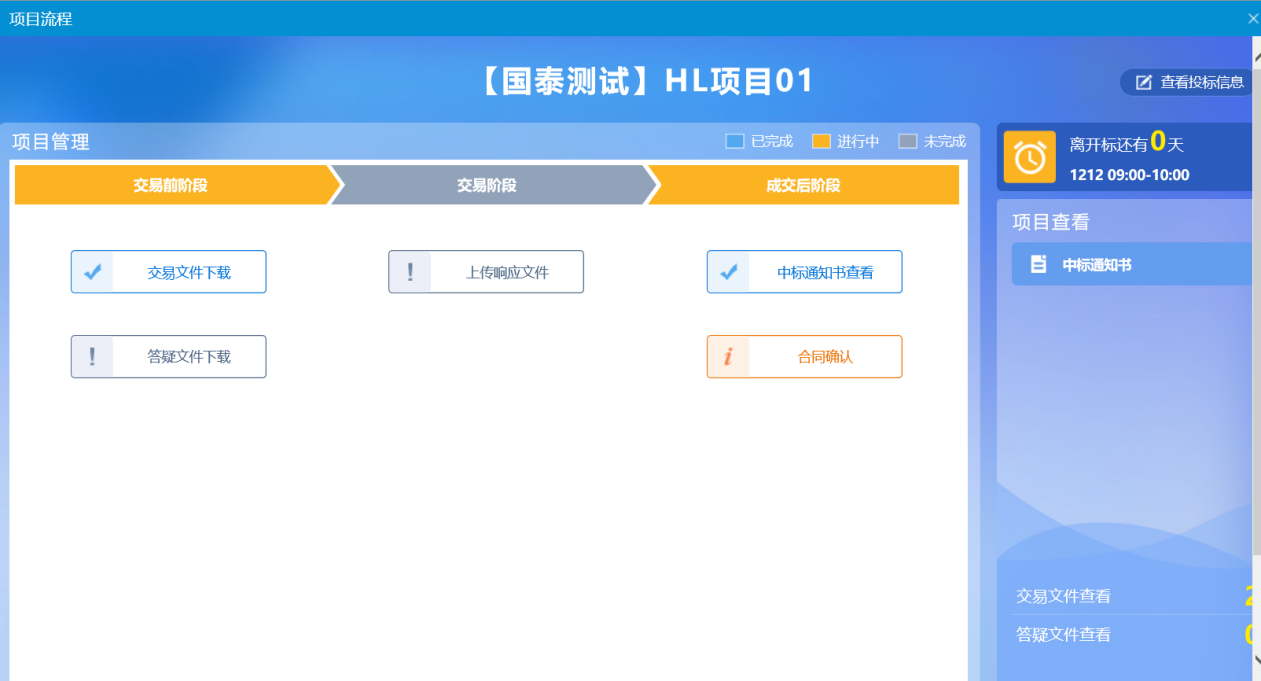 项目流程
【国泰测试】HL项目01
查看投标信息
项目管理
已完成 进行中 未完成
离开标还有0天
1212 09:00-10:00
交易前阶段 交易阶段 成交后阶段
项目查看
中标通知书
交易文件下载 上传响应文件 中标通知书查看
答疑文件下载 合同确认
交易文件查看 2
答疑文件查看